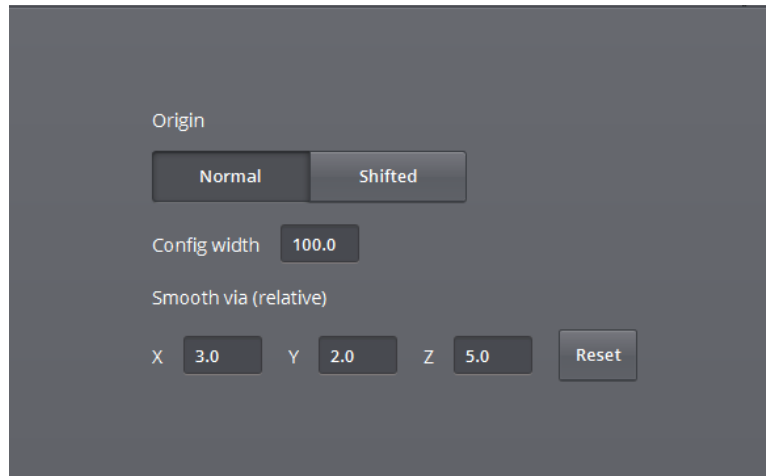 Origin
Normal Shifted
Config width 100.0
Smooth via (relative)
X 3.0 Y 2.0 Z 5.0 Reset